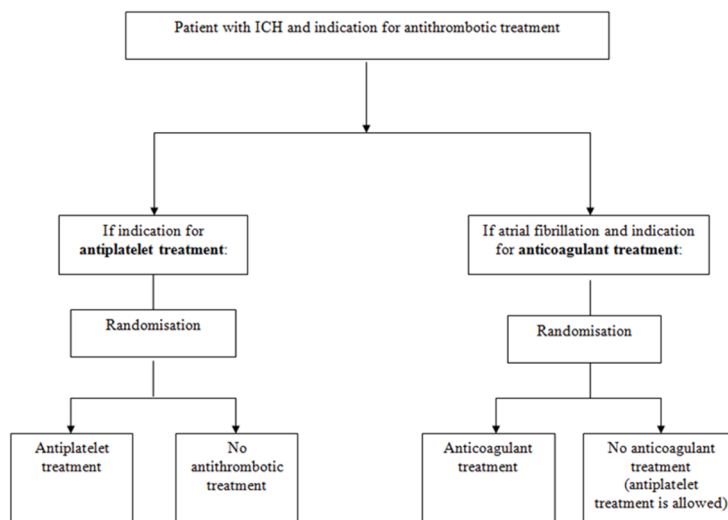 Patient with ICH and indication for antithrombotic treatment
If indication for
antiplatelet treatment:
If atrial fibrillation and indication
for anticoagulant treatment:
Randomisation
Randomisation
Antiplatelet
treatment
No
antithrombotic
treatment
Anticoagulant
treatment
No anticoagulant
treatment
(antiplatelet
treatment is allowed)